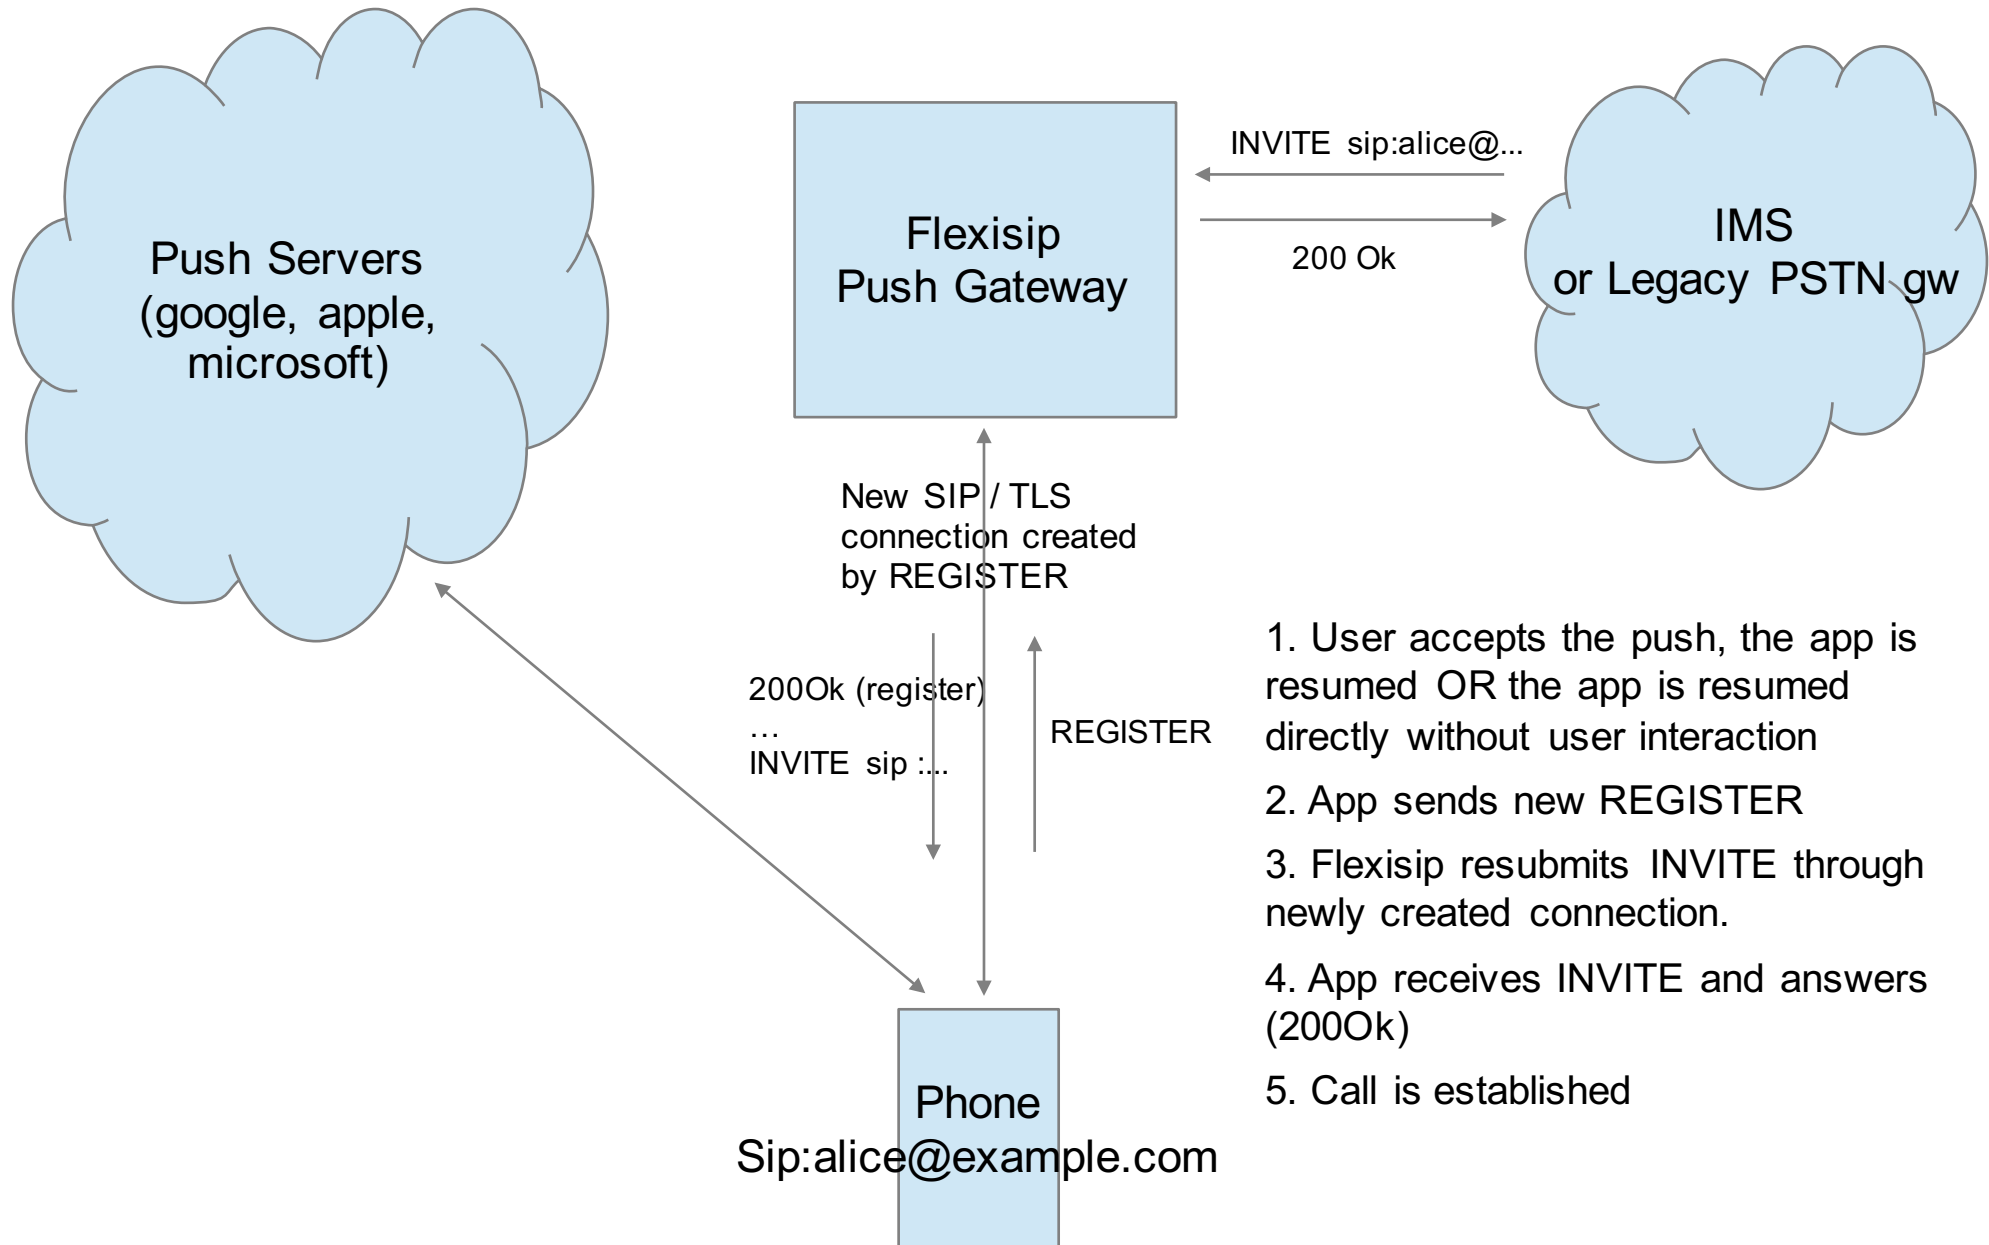 Push Servers
(google, apple,
microsoft)
Flexisip
Push Gateway
INVITE sip:alice@...
200 Ok
IMS
or Legacy PSTN gw
New SIP / TLS
connection created
by REGISTER
200Ok (register)
…
INVITE sip :...
REGISTER
1. User accepts the push, the app is
resumed OR the app is resumed
directly without user interaction
2. App sends new REGISTER
3. Flexisip resubmits INVITE through
newly created connection.
4. App receives INVITE and answers
(200Ok)
5. Call is established
Phone
Sip:alice@example.com